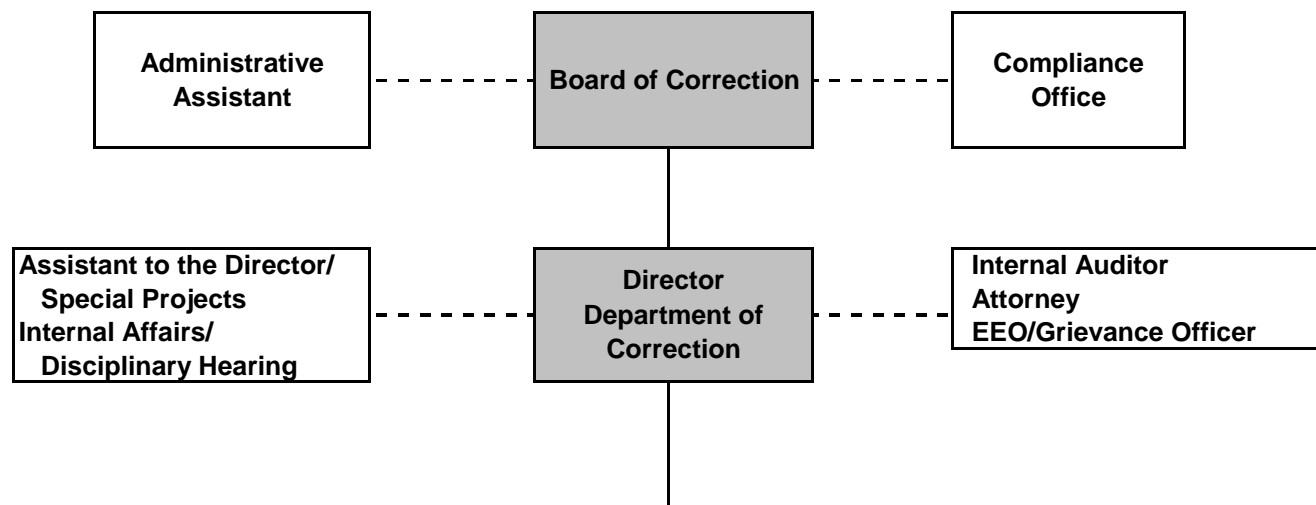 Administrative
Assistant
Board of Correction
Compliance
Office
Assistant to the Director/
Special Projects
Internal Affairs/
Disciplinary Hearing
Director
Department of
Correction
Internal Auditor
Attorney
EEO/Grievance Officer